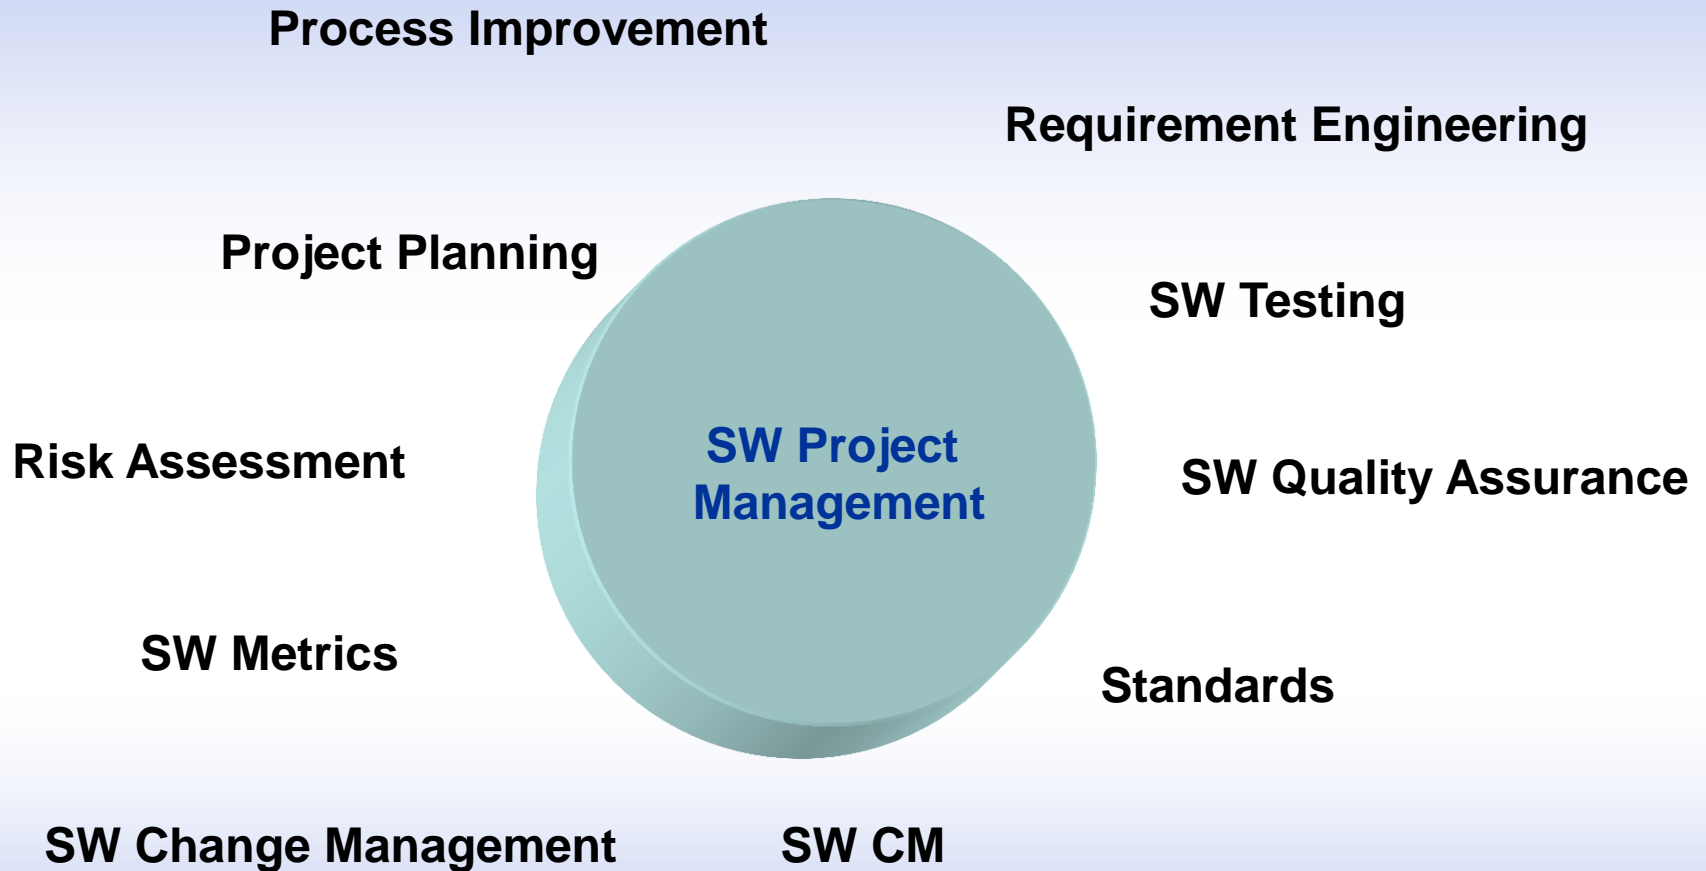 Process Improvement
Requirement Engineering
Project Planning
SW Testing
SW Project
Management
Risk Assessment
SW Quality Assurance
SW Metrics
Standards
SW Change Management
SW CM